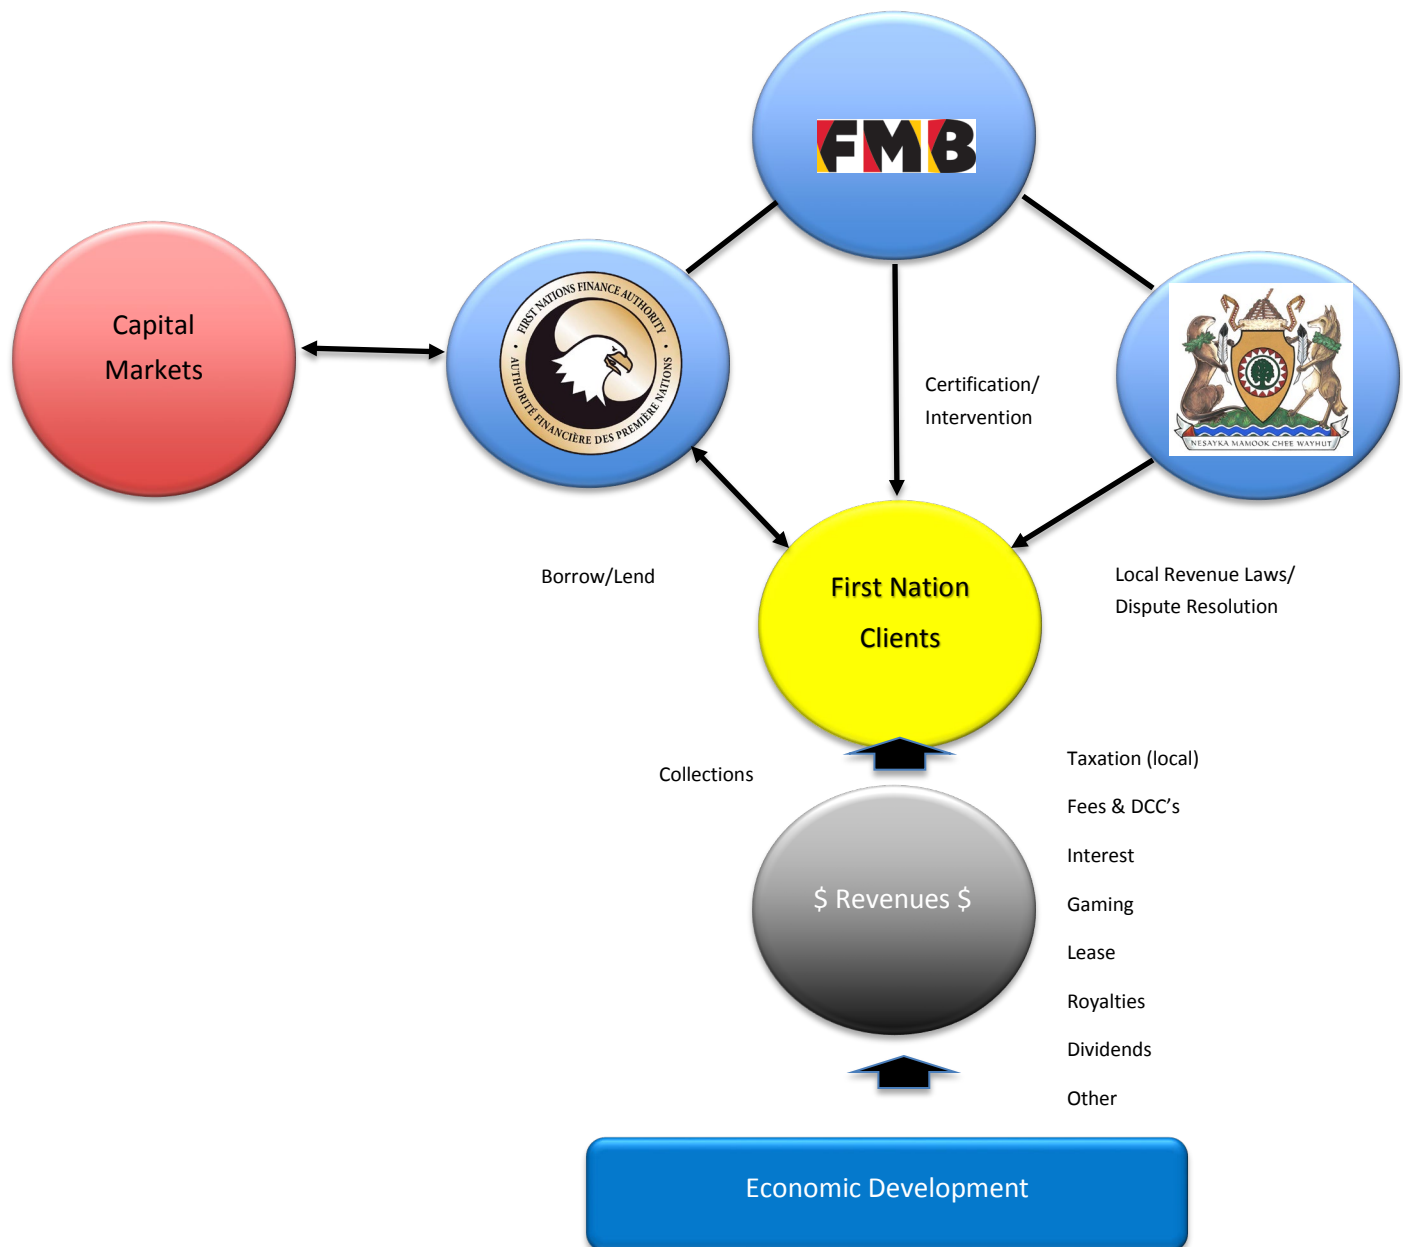 FMB
FIRST NATIONS FINANCE AUTHORITY
AUTHORITÉ FINANCIÈRE DES PREMIÈRE NATIONS
Capital
Markets
NESAYKA MAMOOK CHEE WAYHUT
Certification/
Intervention
Borrow/Lend
First Nation
Clients
Local Revenue Laws/
Dispute Resolution
Collections
$ Revenues $
Taxation (local)
Fees & DCC’s
Interest
Gaming
Lease
Royalties
Dividends
Other
Economic Development